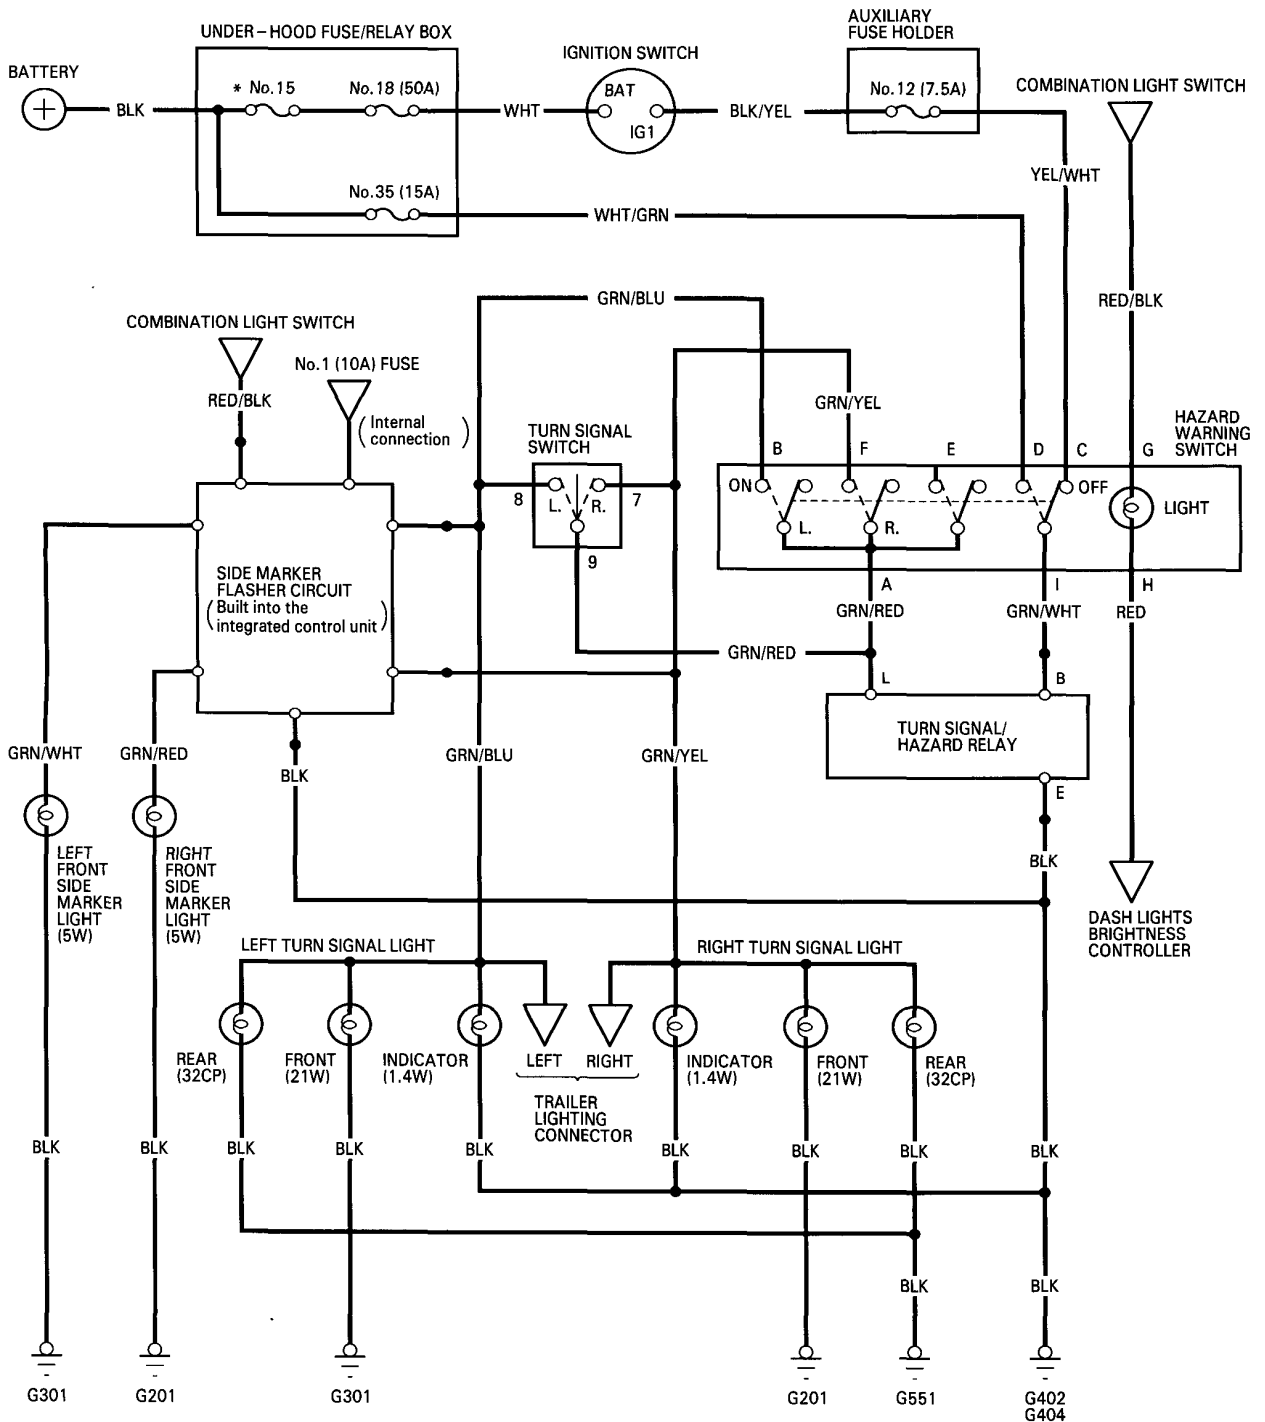 AUXILIARY
FUSE HOLDER
UNDER-HOOD FUSE/RELAY BOX
IGNITION SWITCH
BATTERY
COMBINATION LIGHT SWITCH
* No.15
No.18 (50A)
BAT
No.12 (7.5A)
BLK
WHT
BLK/YEL
IG1
YEL/WHT
No.35 (15A)
WHT/GRN
GRN/BLU
RED/BLK
COMBINATION LIGHT SWITCH
No.1 (10A) FUSE
RED/BLK
GRN/YEL
(Internal
connection)
TURN SIGNAL
SWITCH
HAZARD
WARNING
SWITCH
B
F
E
D
C
G
ON
OFF
8
L.
R.
7
L.
R.
LIGHT
9
SIDE MARKER
FLASHER CIRCUIT
(Built into the
integrated control unit)
A
I
H
GRN/RED
GRN/WHT
RED
GRN/RED
L
B
TURN SIGNAL/
HAZARD RELAY
GRN/WHT
GRN/RED
BLK
GRN/BLU
GRN/YEL
E
LEFT
FRONT
SIDE
MARKER
LIGHT
(5W)
RIGHT
FRONT
SIDE
MARKER
LIGHT
(5W)
BLK
DASH LIGHTS
BRIGHTNESS
CONTROLLER
LEFT TURN SIGNAL LIGHT
RIGHT TURN SIGNAL LIGHT
REAR
(32CP)
FRONT
(21W)
INDICATOR
(1.4W)
LEFT
RIGHT
INDICATOR
(1.4W)
FRONT
(21W)
REAR
(32CP)
TRAILER
LIGHTING
CONNECTOR
BLK
BLK
BLK
BLK
BLK
BLK
BLK
BLK
BLK
BLK
BLK
G301
G201
G301
G201
G551
G402
G404